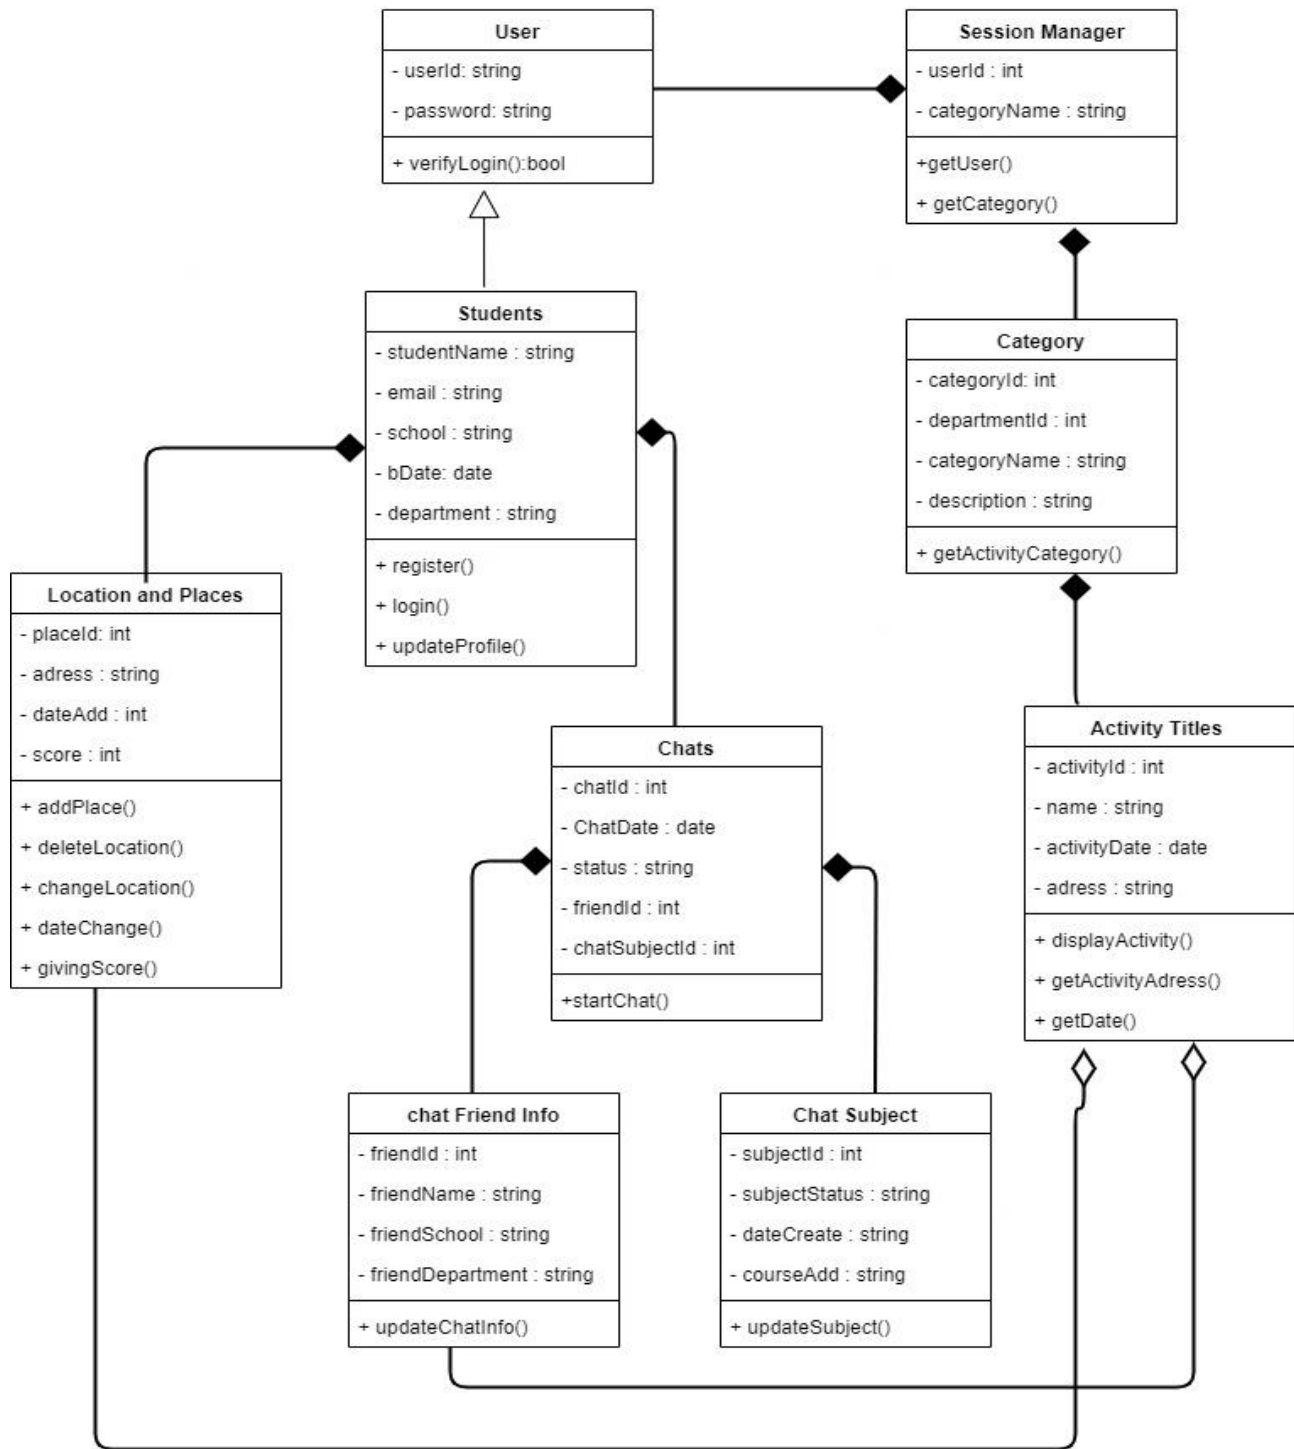 User
- userId: string
- password: string
+ verifyLogin():bool
Session Manager
- userId : int
- categoryName : string
+getUser()
+ getCategory()
Students
- studentName : string
- email : string
- school : string
- bDate: date
- department : string
+ register()
+ login()
+ updateProfile()
Category
- categoryId: int
- departmentId : int
- categoryName : string
- description : string
+ getActivityCategory()
Location and Places
- placeId: int
- adress : string
- dateAdd : int
- score : int
+ addPlace()
+ deleteLocation()
+ changeLocation()
+ dateChange()
+ givingScore()
Chats
- chatId : int
- ChatDate : date
- status : string
- friendId : int
- chatSubjectId : int
+startChat()
Activity Titles
- activityId : int
- name : string
- activityDate : date
- adress : string
+ displayActivity()
+ getActivityAdress()
+ getDate()
chat Friend Info
- friendId : int
- friendName : string
- friendSchool : string
- friendDepartment : string
+ updateChatInfo()
Chat Subject
- subjectId : int
- subjectStatus : string
- dateCreate : string
- courseAdd : string
+ updateSubject()